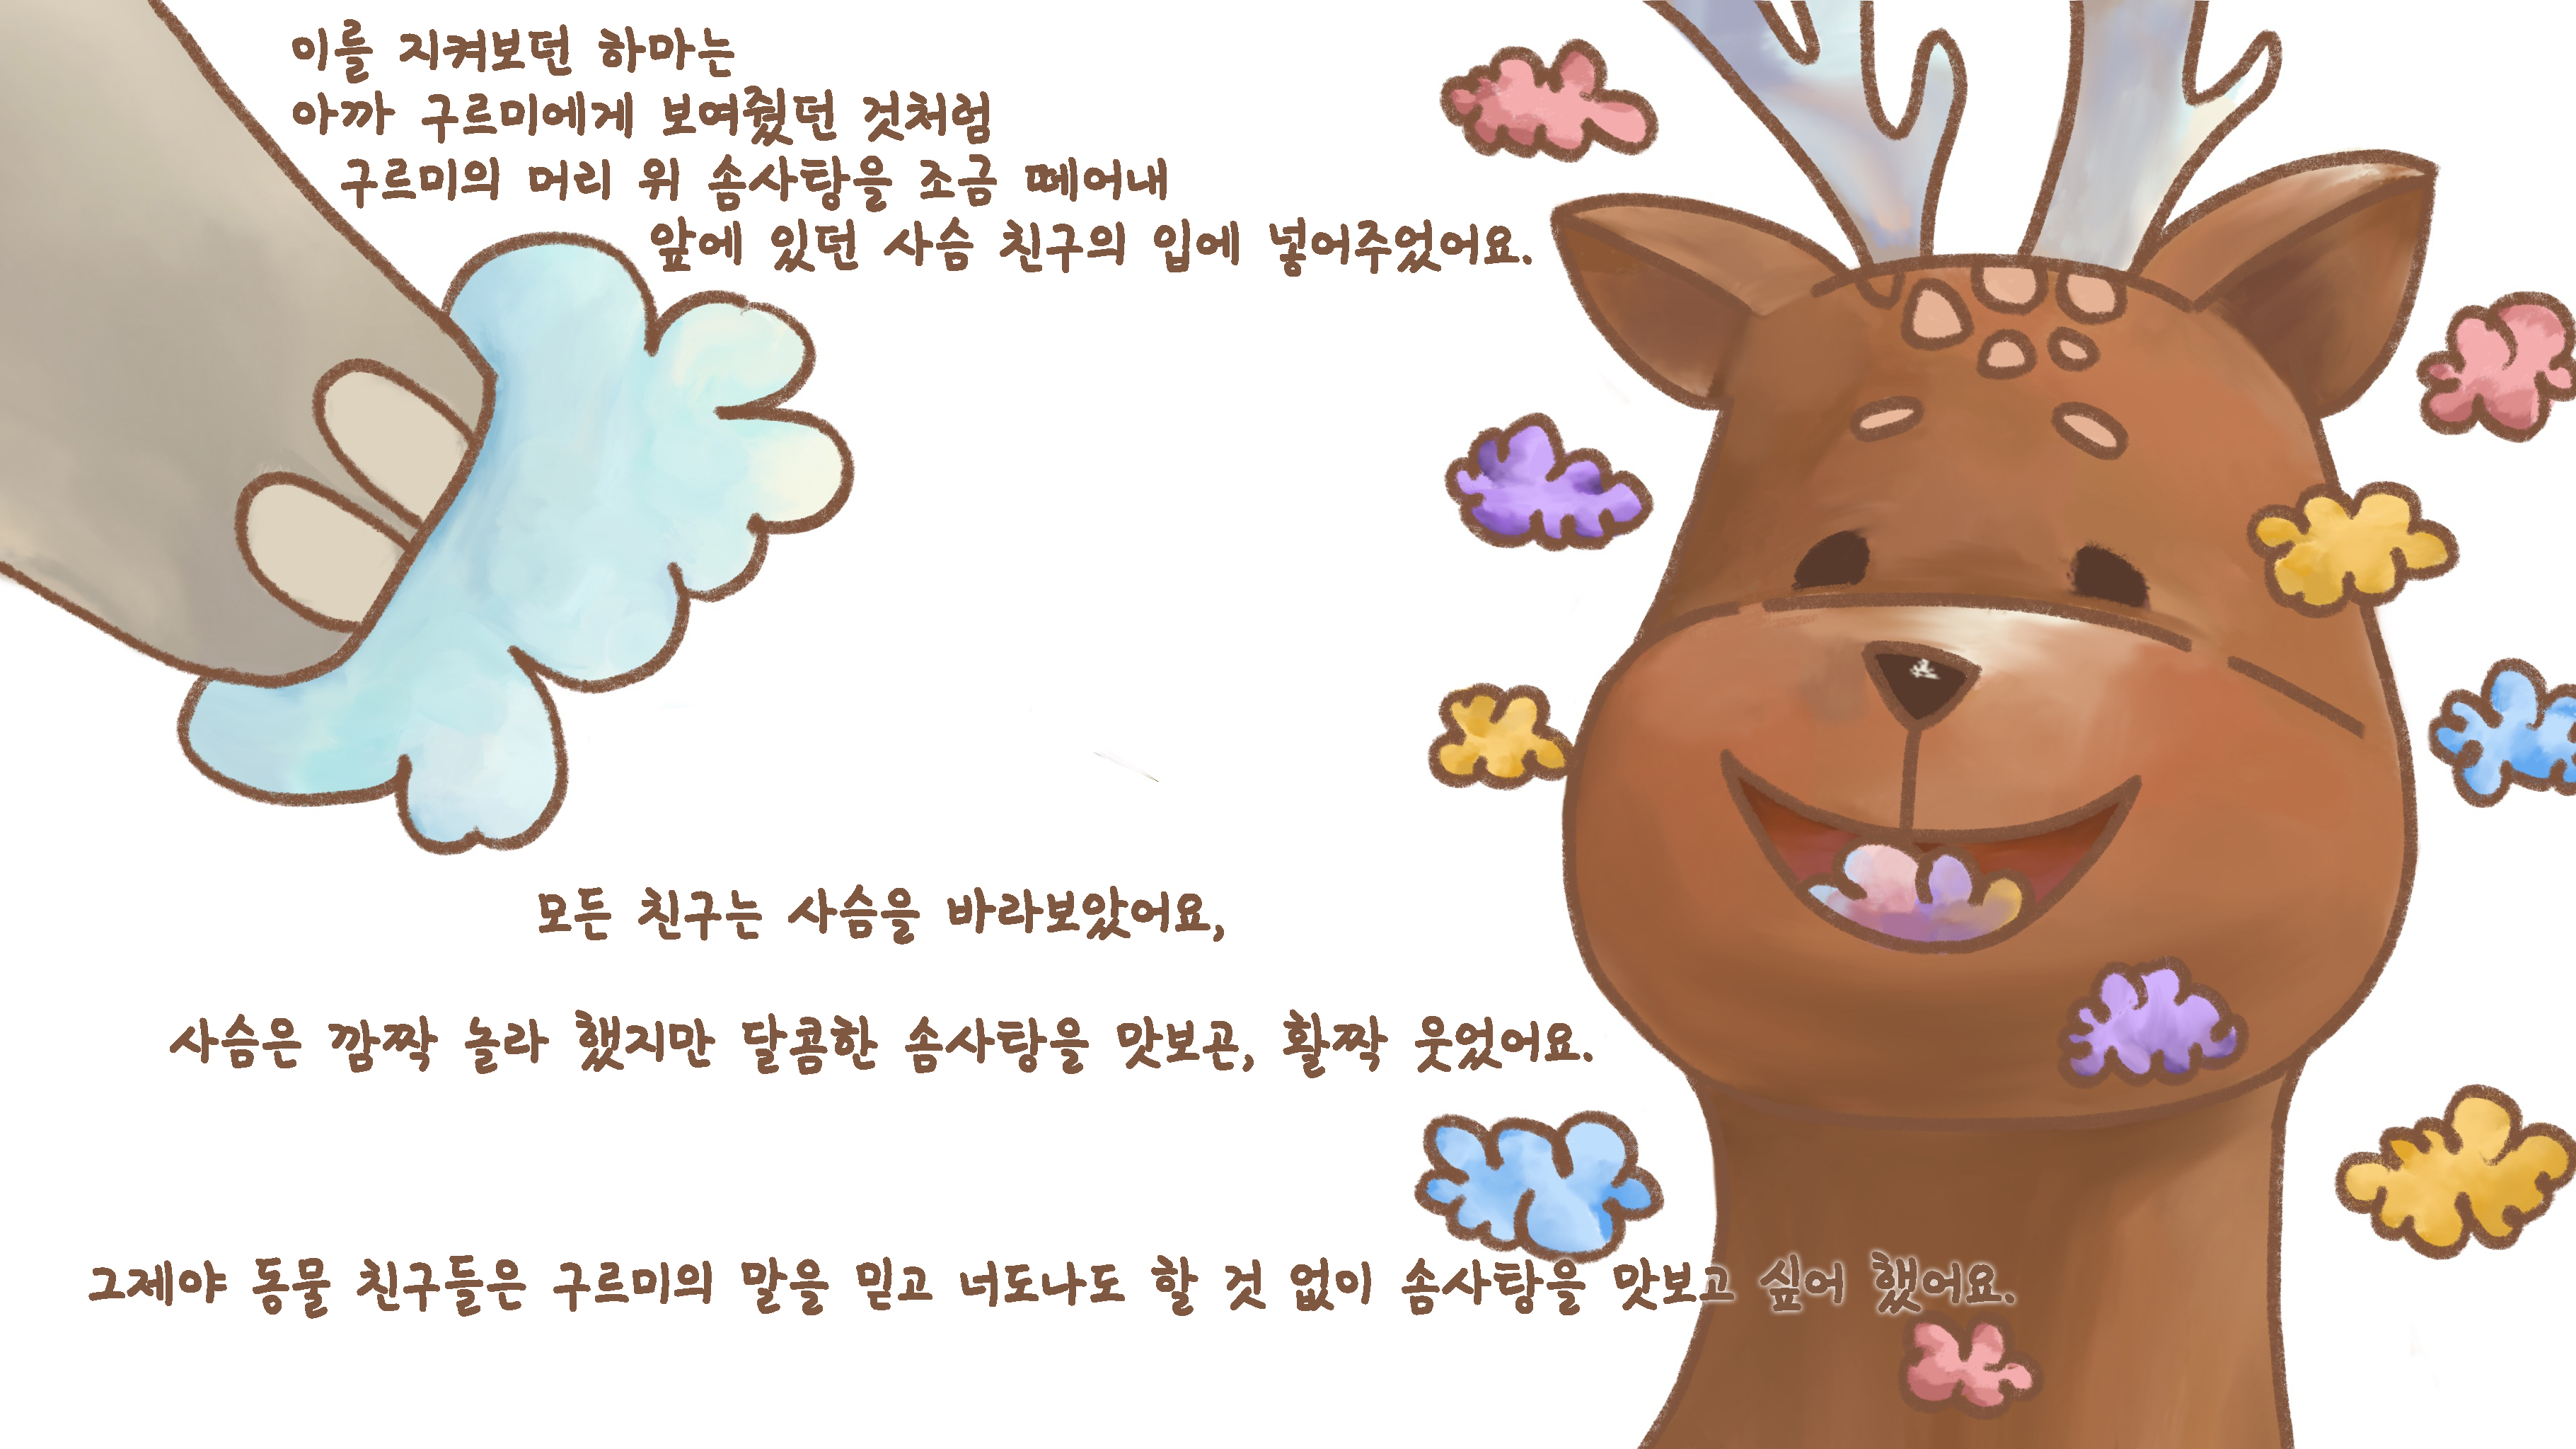 이를 지켜보던 하마는
아까 구르미에게 보여줬던 것처럼
구르미의 머리 위 솜사탕을 조금 떼어내
앞에 있던 사슴 친구의 입에 넣어주었어요.
모든 친구는 사슴을 바라보았어요,
사슴은 깜짝 놀라 했지만 달콤한 솜사탕을 맛보곤, 활짝 웃었어요.
그제야 동물 친구들은 구르미의 말을 믿고 너도나도 할 것 없이 솜사탕을 맛보고 싶어 했어요.